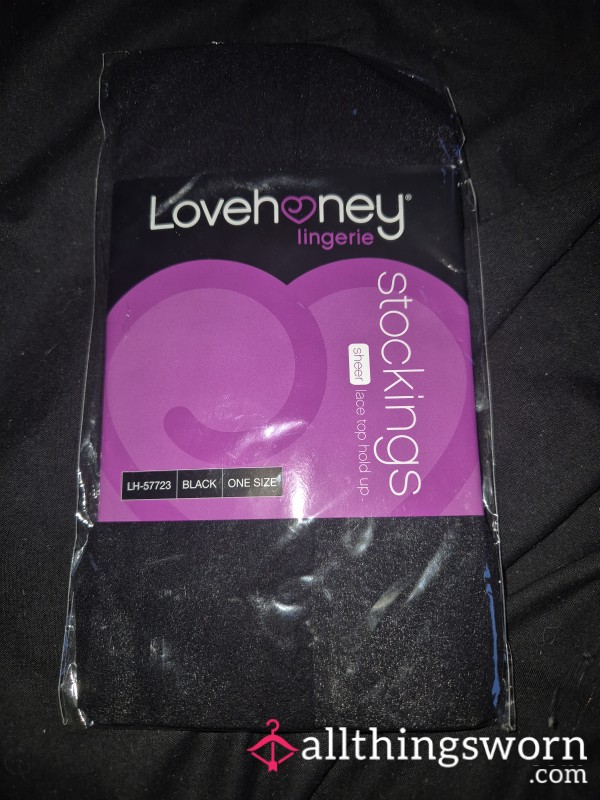 Lovehoney®
lingerie
stockings
sheer lace top hold up
LH-57723 BLACK ONE SIZE
allthingsworn
.com